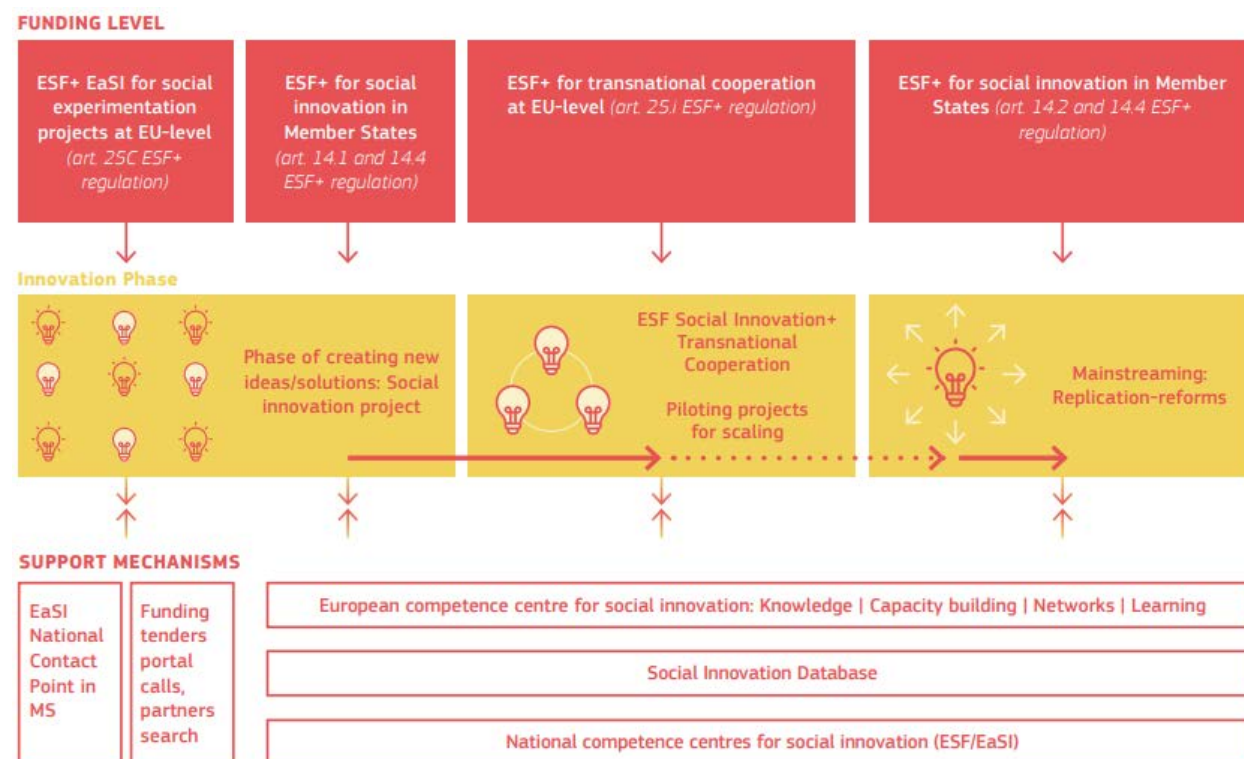 FUNDING LEVEL
ESF+ EaSI for social
experimentation
projects at EU-level
(art. 25C ESF+
regulation)
ESF+ for social
innovation in
Member States
(art. 14.1 and 14.4
ESF+ regulation)
ESF+ for transnational cooperation
at EU-level (art. 25.i ESF+ regulation)
ESF+ for social innovation in Member
States (art. 14.2 and 14.4 ESF+
regulation)
Innovation Phase
Phase of creating new
ideas/solutions: Social
innovation project
ESF Social Innovation+
Transnational
Cooperation
Piloting projects
for scaling
Mainstreaming:
Replication-reforms
SUPPORT MECHANISMS
EaSI
National
Contact
Point in
MS
Funding
tenders
portal
calls,
partners
search
European competence centre for social innovation: Knowledge | Capacity building | Networks | Learning
Social Innovation Database
National competence centres for social innovation (ESF/EaSI)